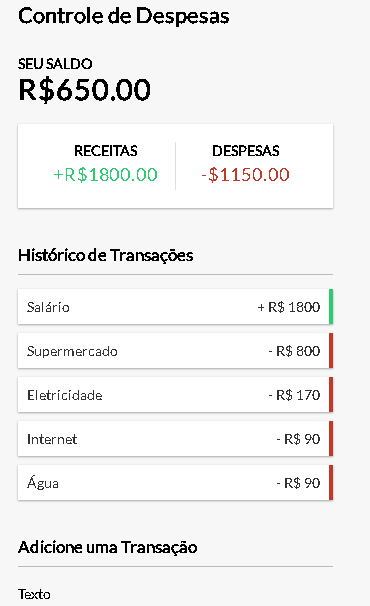 Controle de Despesas
SEU SALDO
R$650.00
RECEITAS DESPESAS
+R$1800.00 -$1150.00
Histórico de Transações
Salário + R$ 1800
Supermercado - R$ 800
Eletricidade - R$ 170
Internet - R$ 90
Água - R$ 90
Adicione uma Transação
Texto